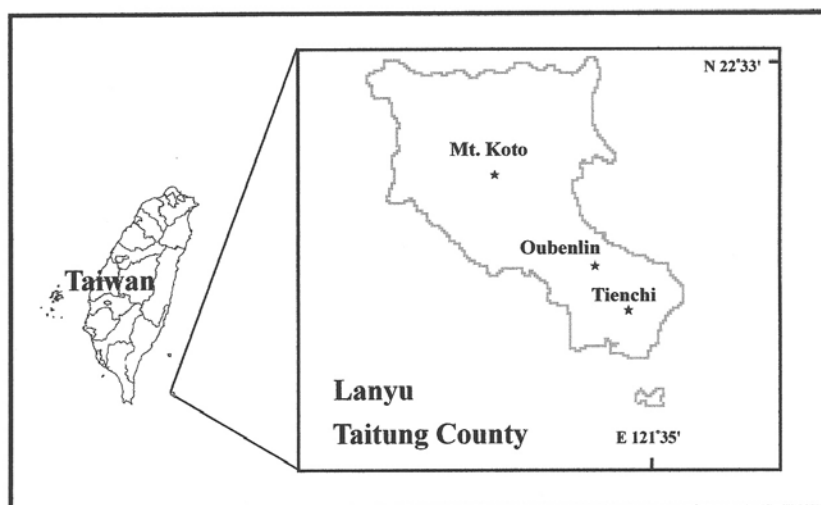 N 22°33'
Mt. Koto
Oubenlin
Taiwan
Tienchi
Lanyu
Taitung County
E 121°35'